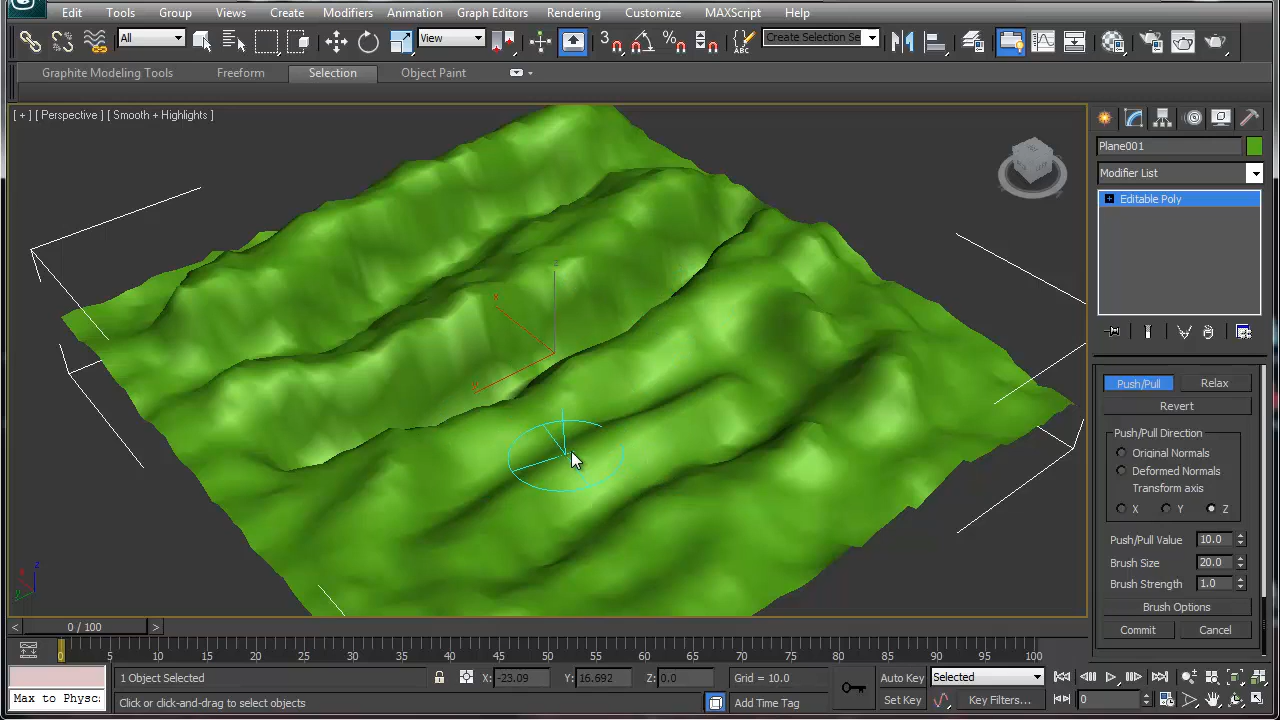 Edit Tools Group Views Create Modifiers Animation Graph Editors Rendering Customize MAXScript Help
All View 3 % ABC Create Selection Se
Graphite Modeling Tools Freeform Selection Object Paint
[ + ] [ Perspective ] [ Smooth + Highlights ]
Plane001
Modifier List
Editable Poly
Push/Pull Relax
Revert
Push/Pull Direction
Original Normals
Deformed Normals
Transform axis
X Y Z
Push/Pull Value 10.0
Brush Size 20.0
Brush Strength 1.0
Brush Options
Commit Cancel
< 0 / 100 >
0 5 10 15 20 25 30 35 40 45 50 55 60 65 70 75 80 85 90 95 100
1 Object Selected X: -23.09 Y: 16.692 Z: 0.0 Grid = 10.0 Auto Key Selected
Max to Physc: Click or click-and-drag to select objects Add Time Tag Set Key Key Filters... 0